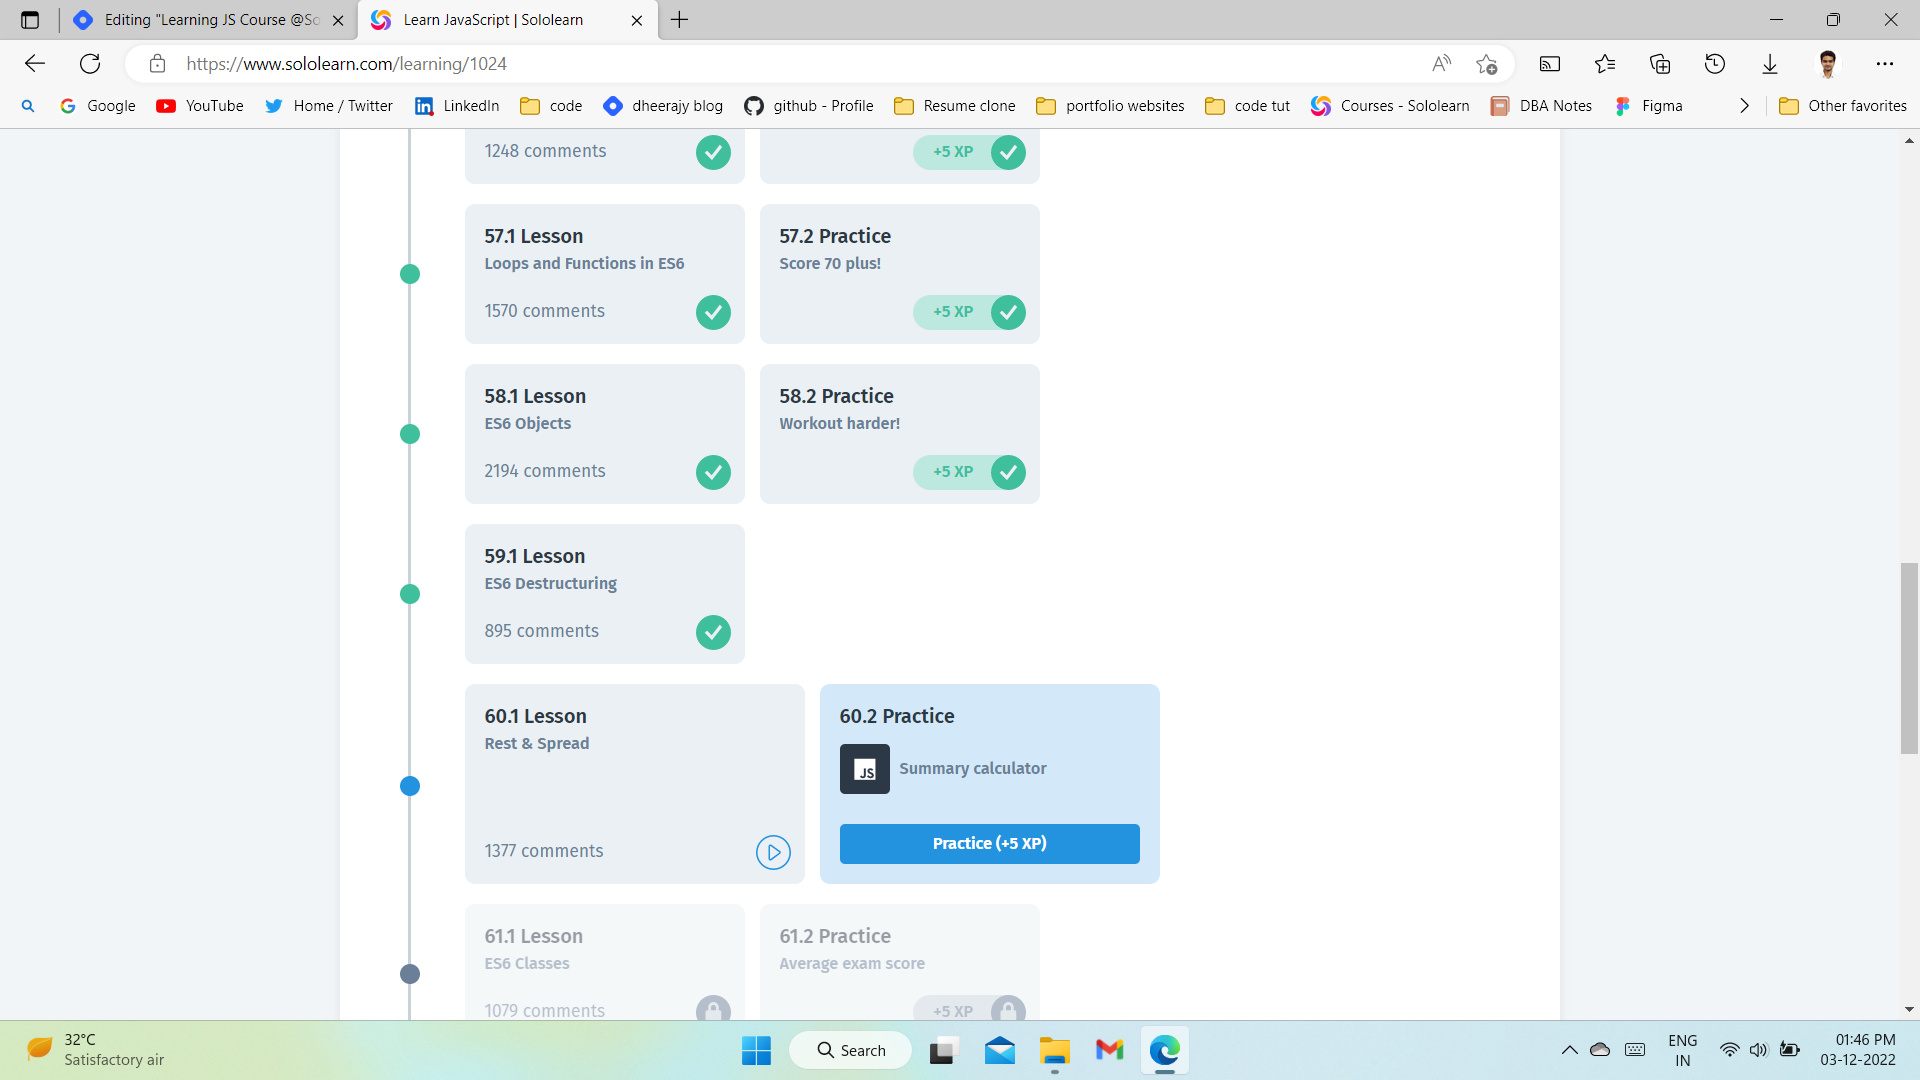 Editing "Learning JS Course @So
Learn JavaScript | Sololearn
https://www.sololearn.com/learning/1024
Google
YouTube
Home / Twitter
LinkedIn
code
dheerajy blog
github - Profile
Resume clone
portfolio websites
code tut
Courses - Sololearn
DBA Notes
Figma
Other favorites
1248 comments
+5 XP
57.1 Lesson
Loops and Functions in ES6
1570 comments
57.2 Practice
Score 70 plus!
+5 XP
58.1 Lesson
ES6 Objects
2194 comments
58.2 Practice
Workout harder!
+5 XP
59.1 Lesson
ES6 Destructuring
895 comments
60.1 Lesson
Rest & Spread
1377 comments
60.2 Practice
JS
Summary calculator
Practice (+5 XP)
61.1 Lesson
ES6 Classes
1079 comments
61.2 Practice
Average exam score
+5 XP
32°C
Satisfactory air
Search
ENG
IN
01:46 PM
03-12-2022